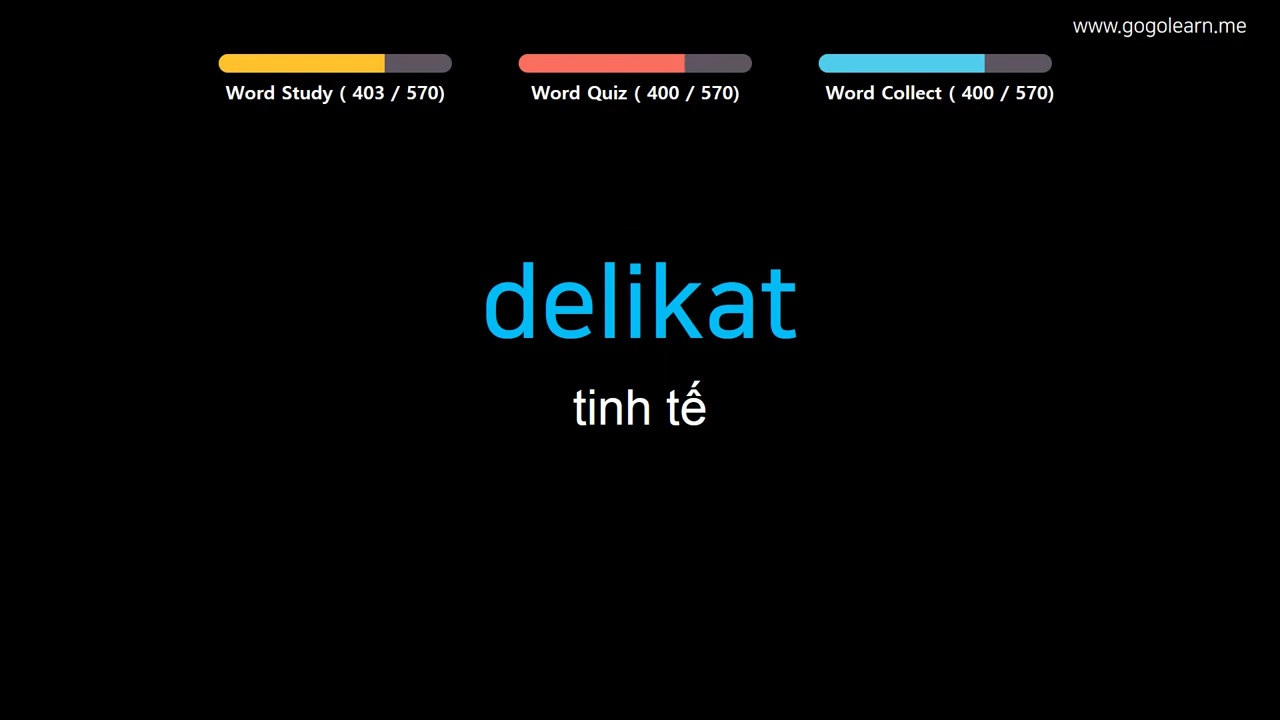 www.gogolearn.me
Word Study ( 403 / 570)
Word Quiz ( 400 / 570)
Word Collect ( 400 / 570)
delikat
tinh tế